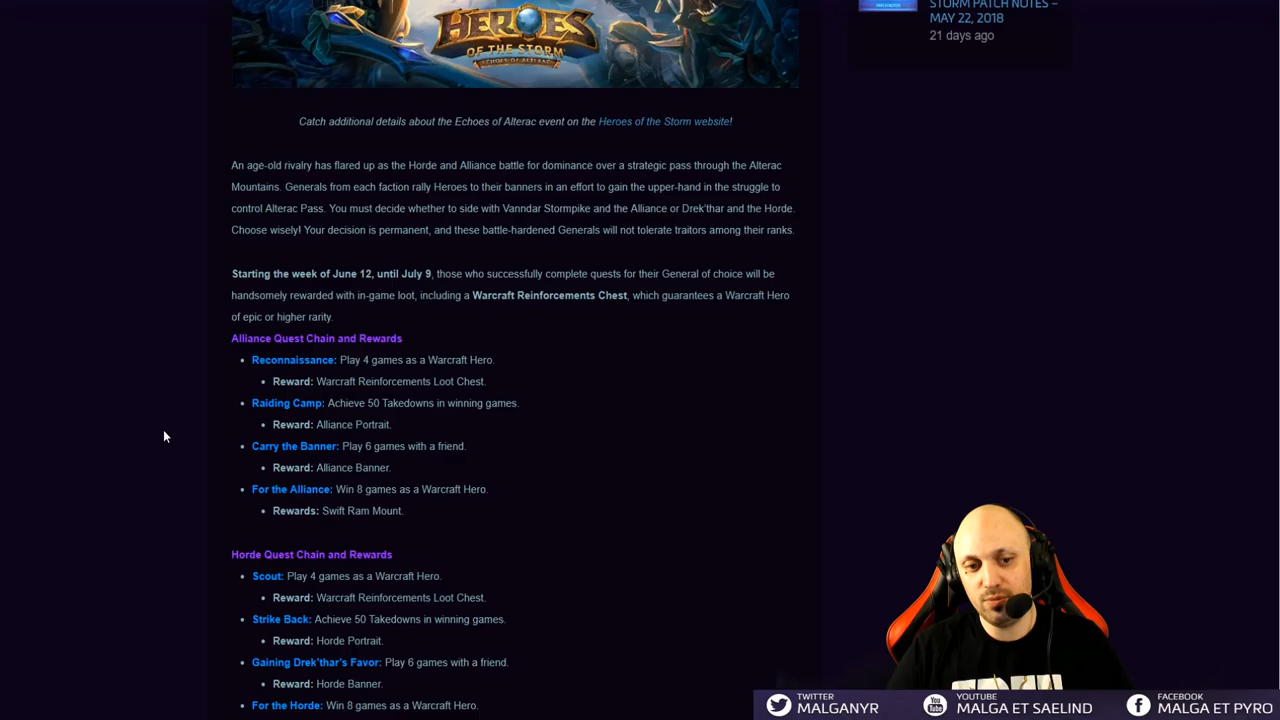 STORM PATCH NOTES –
MAY 22, 2018
21 days ago
HEROES
OF THE STORM
ECHOES OF ALTERAC
Catch additional details about the Echoes of Alterac event on the Heroes of the Storm website!
An age-old rivalry has flared up as the Horde and Alliance battle for dominance over a strategic pass through the Alterac
Mountains. Generals from each faction rally Heroes to their banners in an effort to gain the upper-hand in the struggle to
control Alterac Pass. You must decide whether to side with Vanndar Stormpike and the Alliance or Drek'thar and the Horde.
Choose wisely! Your decision is permanent, and these battle-hardened Generals will not tolerate traitors among their ranks.
Starting the week of June 12, until July 9, those who successfully complete quests for their General of choice will be
handsomely rewarded with in-game loot, including a Warcraft Reinforcements Chest, which guarantees a Warcraft Hero
of epic or higher rarity.
Alliance Quest Chain and Rewards
• Reconnaissance: Play 4 games as a Warcraft Hero.
• Reward: Warcraft Reinforcements Loot Chest.
• Raiding Camp: Achieve 50 Takedowns in winning games.
• Reward: Alliance Portrait.
• Carry the Banner: Play 6 games with a friend.
• Reward: Alliance Banner.
• For the Alliance: Win 8 games as a Warcraft Hero.
• Rewards: Swift Ram Mount.
Horde Quest Chain and Rewards
• Scout: Play 4 games as a Warcraft Hero.
• Reward: Warcraft Reinforcements Loot Chest.
• Strike Back: Achieve 50 Takedowns in winning games.
• Reward: Horde Portrait.
• Gaining Drek'thar's Favor: Play 6 games with a friend.
• Reward: Horde Banner.
• For the Horde: Win 8 games as a Warcraft Hero.
TWITTER
MALGANYR
YOUTUBE
MALGA ET SAELIND
FACEBOOK
MALGA ET PYRO